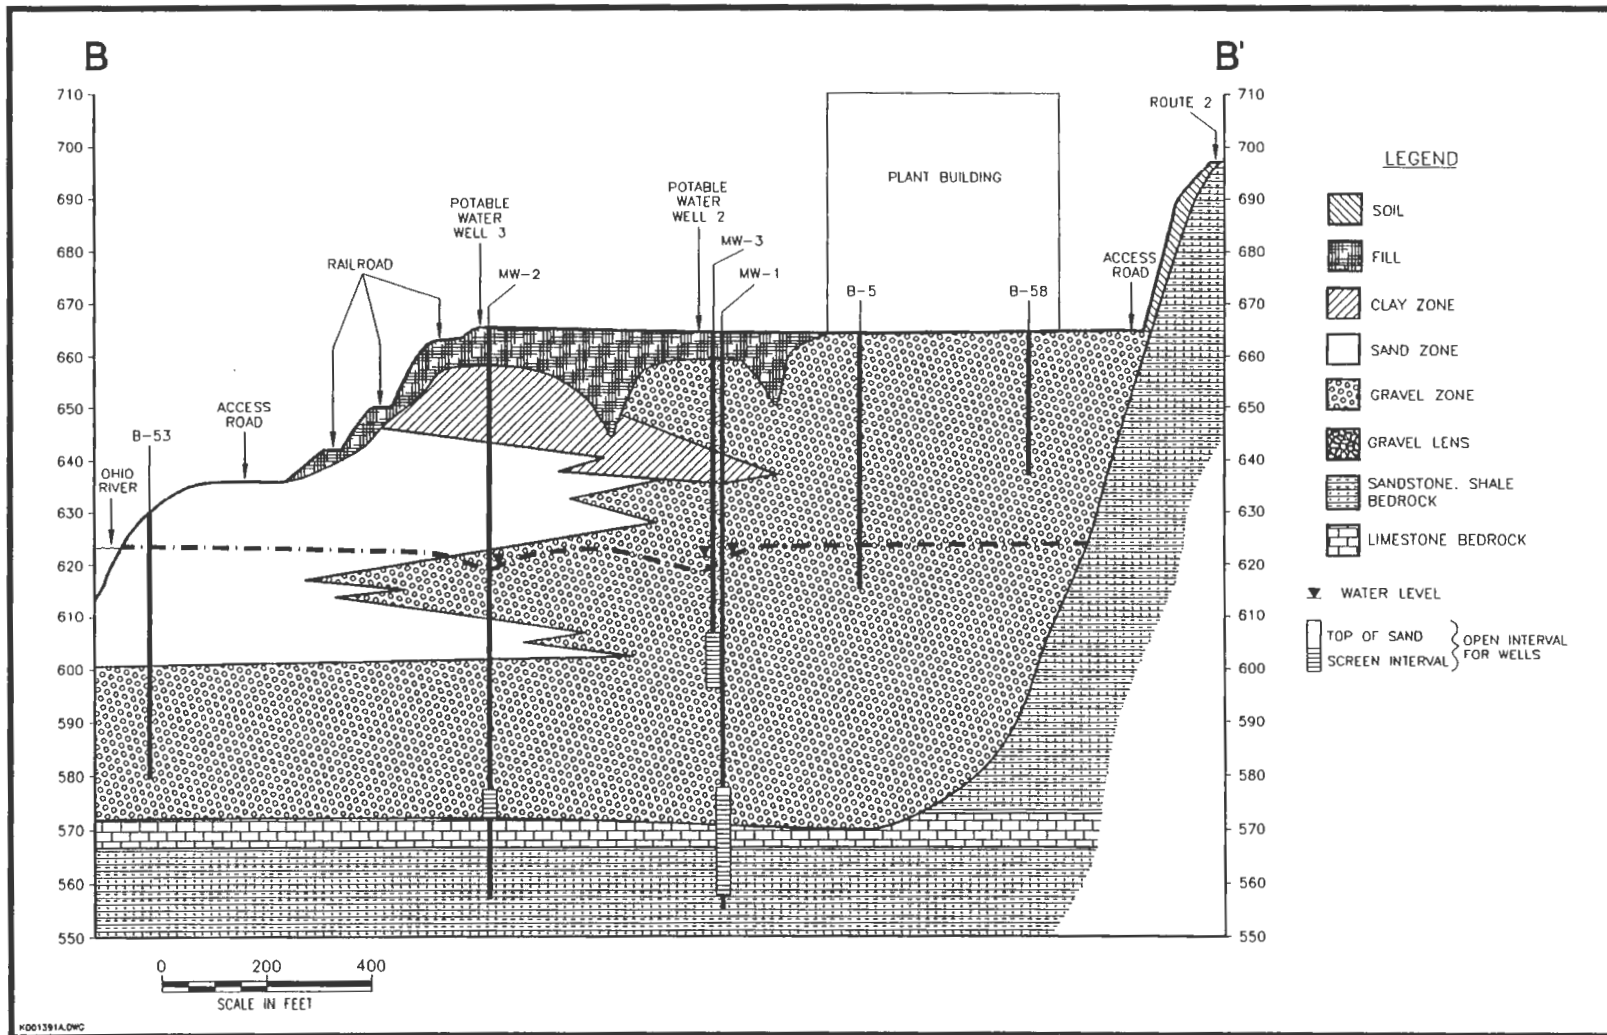 B
B'
710
700
690
680
670
660
650
640
630
620
610
600
590
580
570
560
550
710
700
690
680
670
660
650
640
630
620
610
600
590
580
570
560
550
OHIO
RIVER
B-53
ACCESS
ROAD
RAILROAD
POTABLE
WATER
WELL 3
MW-2
POTABLE
WATER
WELL 2
MW-3
MW-1
PLANT BUILDING
B-5
B-58
ACCESS
ROAD
ROUTE 2
LEGEND
SOIL
FILL
CLAY ZONE
SAND ZONE
GRAVEL ZONE
GRAVEL LENS
SANDSTONE, SHALE
BEDROCK
LIMESTONE BEDROCK
WATER LEVEL
TOP OF SAND
SCREEN INTERVAL
OPEN INTERVAL
FOR WELLS
0 200 400
SCALE IN FEET
K001391A.DWG